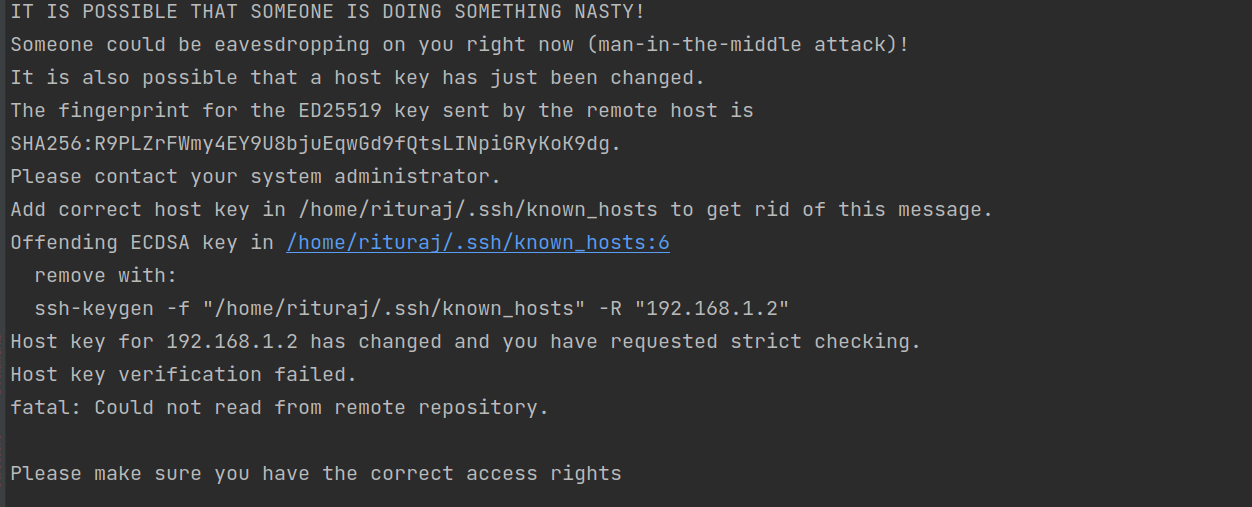 IT IS POSSIBLE THAT SOMEONE IS DOING SOMETHING NASTY!
Someone could be eavesdropping on you right now (man-in-the-middle attack)!
It is also possible that a host key has just been changed.
The fingerprint for the ED25519 key sent by the remote host is
SHA256:R9PLZrFWmy4EY9U8bjuEqwGd9fQtsLINpiGRyKoK9dg.
Please contact your system administrator.
Add correct host key in /home/rituraj/.ssh/known_hosts to get rid of this message.
Offending ECDSA key in /home/rituraj/.ssh/known_hosts:6
  remove with:
  ssh-keygen -f "/home/rituraj/.ssh/known_hosts" -R "192.168.1.2"
Host key for 192.168.1.2 has changed and you have requested strict checking.
Host key verification failed.
fatal: Could not read from remote repository.

Please make sure you have the correct access rights